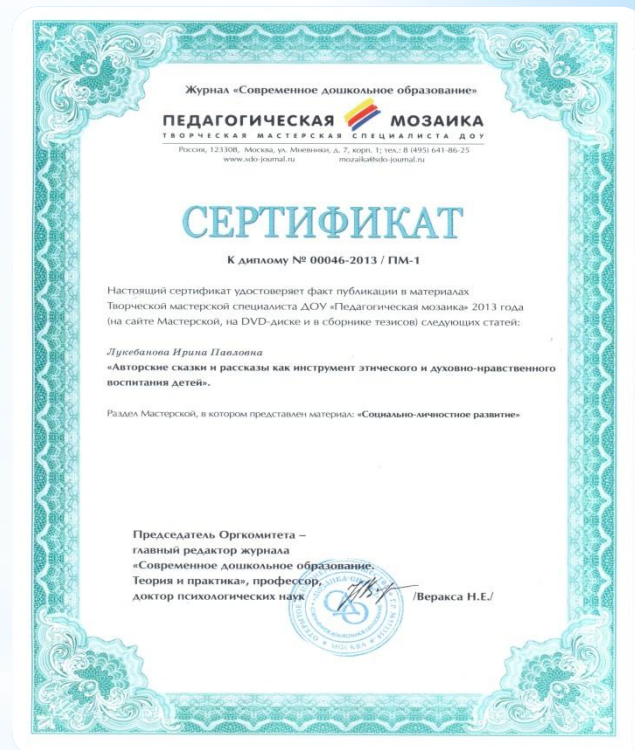 Журнал «Современное дошкольное образование»
ПЕДАГОГИЧЕСКАЯ МОЗАИКА
ТВОРЧЕСКАЯ МАСТЕРСКАЯ СПЕЦИАЛИСТА ДОУ
Россия, 123308, Москва, ул. Мневники, д. 7, корп. 1; тел.: 8 (495) 641-86-25
www.sdo-journal.ru mozaika@sdo-journal.ru
СЕРТИФИКАТ
К диплому № 00046-2013 / ПМ-1
Настоящий сертификат удостоверяет факт публикации в материалах
Творческой мастерской специалиста ДОУ «Педагогическая мозаика» 2013 года
(на сайте Мастерской, на DVD-диске и в сборнике тезисов) следующих статей:
Лукебанова Ирина Павловна
«Авторские сказки и рассказы как инструмент этического и духовно-нравственного
воспитания детей».
Раздел Мастерской, в котором представлен материал: «Социально-личностное развитие»
Председатель Оргкомитета –
главный редактор журнала
«Современное дошкольное образование.
Теория и практика», профессор,
доктор психологических наук /Веракса Н.Е./
МОСКВА